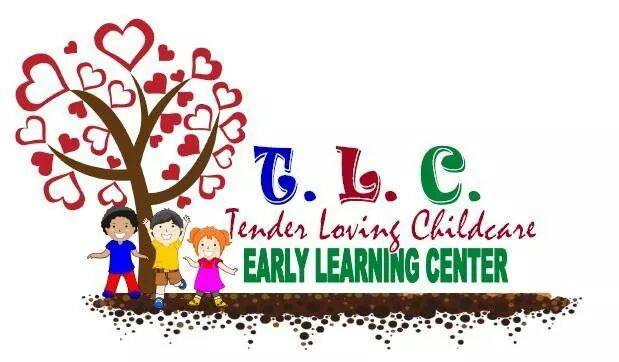 T. L. C.
Tender Loving Childcare
EARLY LEARNING CENTER